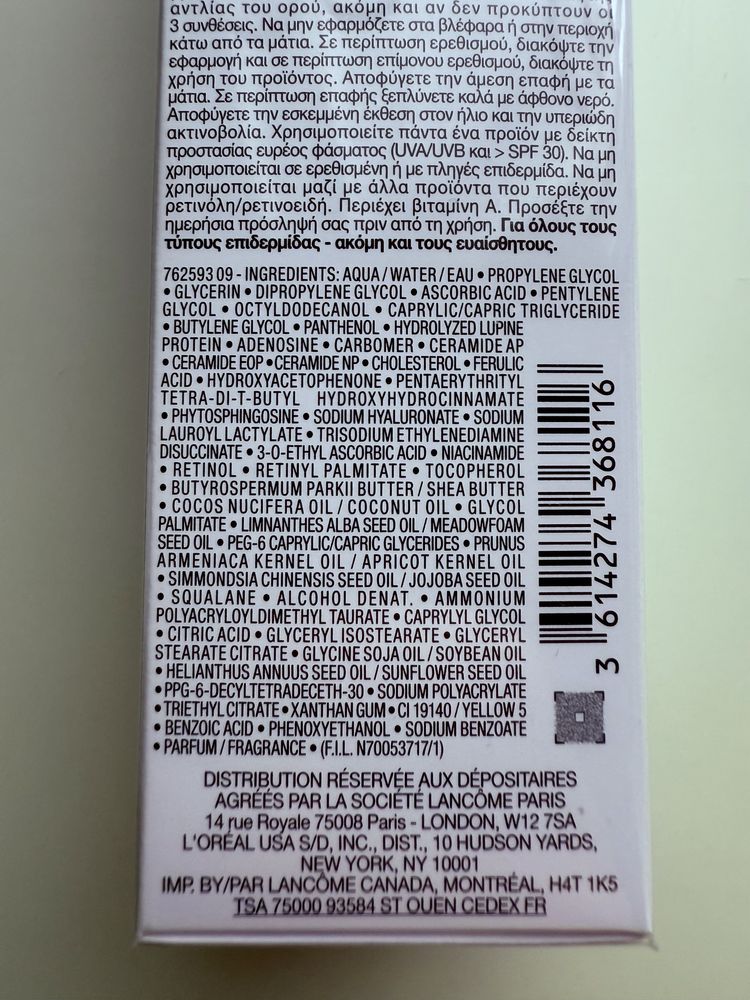 αντλίας του ορού, ακόμη και αν δεν προκύπτουν οι
3 συνθέσεις. Να μην εφαρμόζετε στα βλέφαρα ή στην περιοχή
κάτω από τα μάτια. Σε περίπτωση ερεθισμού, διακόψτε την
εφαρμογή και σε περίπτωση επίμονου ερεθισμού, διακόψτε τη
χρήση του προϊόντος. Αποφύγετε την άμεση επαφή με τα
μάτια. Σε περίπτωση επαφής ξεπλύνετε καλά με άφθονο νερό.
Αποφύγετε την εσκεμμένη έκθεση στον ήλιο και την υπεριώδη
ακτινοβολία. Χρησιμοποιείτε πάντα ένα προϊόν με δείκτη
προστασίας ευρέος φάσματος (UVA/UVB και > SPF 30). Να μη
χρησιμοποιείται σε ερεθισμένη ή με πληγές επιδερμίδα. Να μη
χρησιμοποιείται μαζί με άλλα προϊόντα που περιέχουν
ρετινόλη/ρετινοειδή. Περιέχει βιταμίνη Α. Προσέξτε την
ημερήσια πρόσληψή σας πριν από τη χρήση. Για όλους τους
τύπους επιδερμίδας - ακόμη και τους ευαίσθητους.
762593 09 - INGREDIENTS: AQUA / WATER / EAU • PROPYLENE GLYCOL
• GLYCERIN • DIPROPYLENE GLYCOL • ASCORBIC ACID • PENTYLENE
GLYCOL • OCTYLDODECANOL • CAPRYLIC/CAPRIC TRIGLYCERIDE
• BUTYLENE GLYCOL • PANTHENOL • HYDROLYZED LUPINE
PROTEIN • ADENOSINE • CARBOMER • CERAMIDE AP
• CERAMIDE EOP • CERAMIDE NP • CHOLESTEROL • FERULIC
ACID • HYDROXYACETOPHENONE • PENTAERYTHRITYL
TETRA-DI-T-BUTYL HYDROXYHYDROCINNAMATE
• PHYTOSPHINGOSINE • SODIUM HYALURONATE • SODIUM
LAUROYL LACTYLATE • TRISODIUM ETHYLENEDIAMINE
DISUCCINATE • 3-O-ETHYL ASCORBIC ACID • NIACINAMIDE
• RETINOL • RETINYL PALMITATE • TOCOPHEROL
• BUTYROSPERMUM PARKII BUTTER / SHEA BUTTER
• COCOS NUCIFERA OIL / COCONUT OIL • GLYCOL
PALMITATE • LIMNANTHES ALBA SEED OIL / MEADOWFOAM
SEED OIL • PEG-6 CAPRYLIC/CAPRIC GLYCERIDES • PRUNUS
ARMENIACA KERNEL OIL / APRICOT KERNEL OIL
• SIMMONDSIA CHINENSIS SEED OIL / JOJOBA SEED OIL
• SQUALANE • ALCOHOL DENAT. • AMMONIUM
POLYACRYLOYLDIMETHYL TAURATE • CAPRYLYL GLYCOL
• CITRIC ACID • GLYCERYL ISOSTEARATE • GLYCERYL
STEARATE CITRATE • GLYCINE SOJA OIL / SOYBEAN OIL
• HELIANTHUS ANNUUS SEED OIL / SUNFLOWER SEED OIL
• PPG-6-DECYLTETRADECETH-30 • SODIUM POLYACRYLATE
• TRIETHYL CITRATE • XANTHAN GUM • CI 19140 / YELLOW 5
• BENZOIC ACID • PHENOXYETHANOL • SODIUM BENZOATE
• PARFUM / FRAGRANCE • (F.I.L. N70053717/1)
3 614274 368116
DISTRIBUTION RÉSERVÉE AUX DÉPOSITAIRES
AGRÉÉS PAR LA SOCIÉTÉ LANCÔME PARIS
14 rue Royale 75008 Paris - LONDON, W12 7SA
L'ORÉAL USA S/D, INC., DIST., 10 HUDSON YARDS,
NEW YORK, NY 10001
IMP. BY/PAR LANCÔME CANADA, MONTRÉAL, H4T 1K5
TSA 75000 93584 ST OUEN CEDEX FR